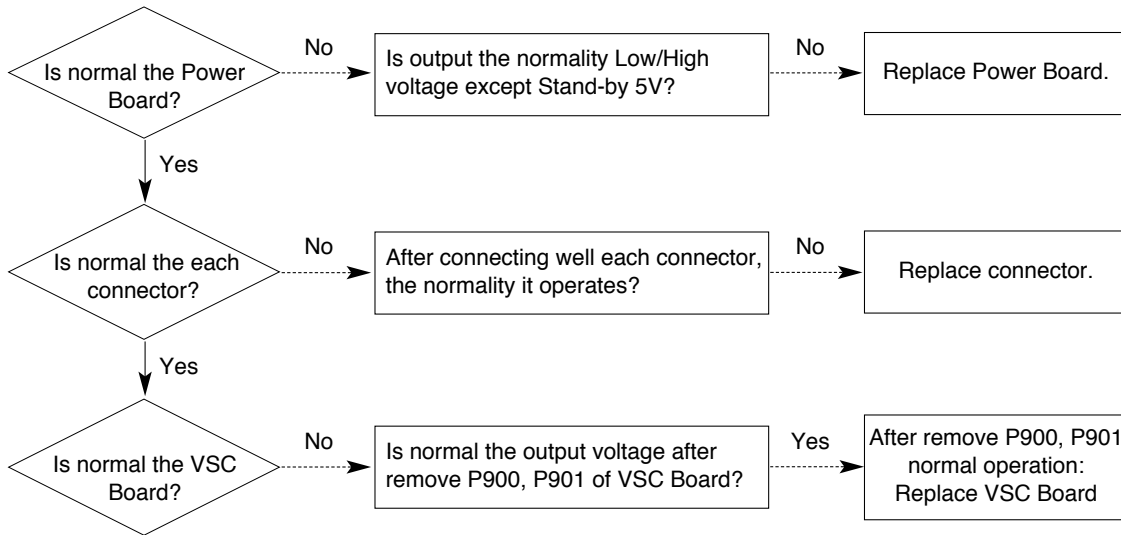 Is normal the Power
Board?
No
Is output the normality Low/High
voltage except Stand-by 5V?
No
Replace Power Board.
Yes
Is normal the each
connector?
No
After connecting well each connector,
the normality it operates?
No
Replace connector.
Yes
Is normal the VSC
Board?
No
Is normal the output voltage after
remove P900, P901 of VSC Board?
Yes
After remove P900, P901
normal operation:
Replace VSC Board